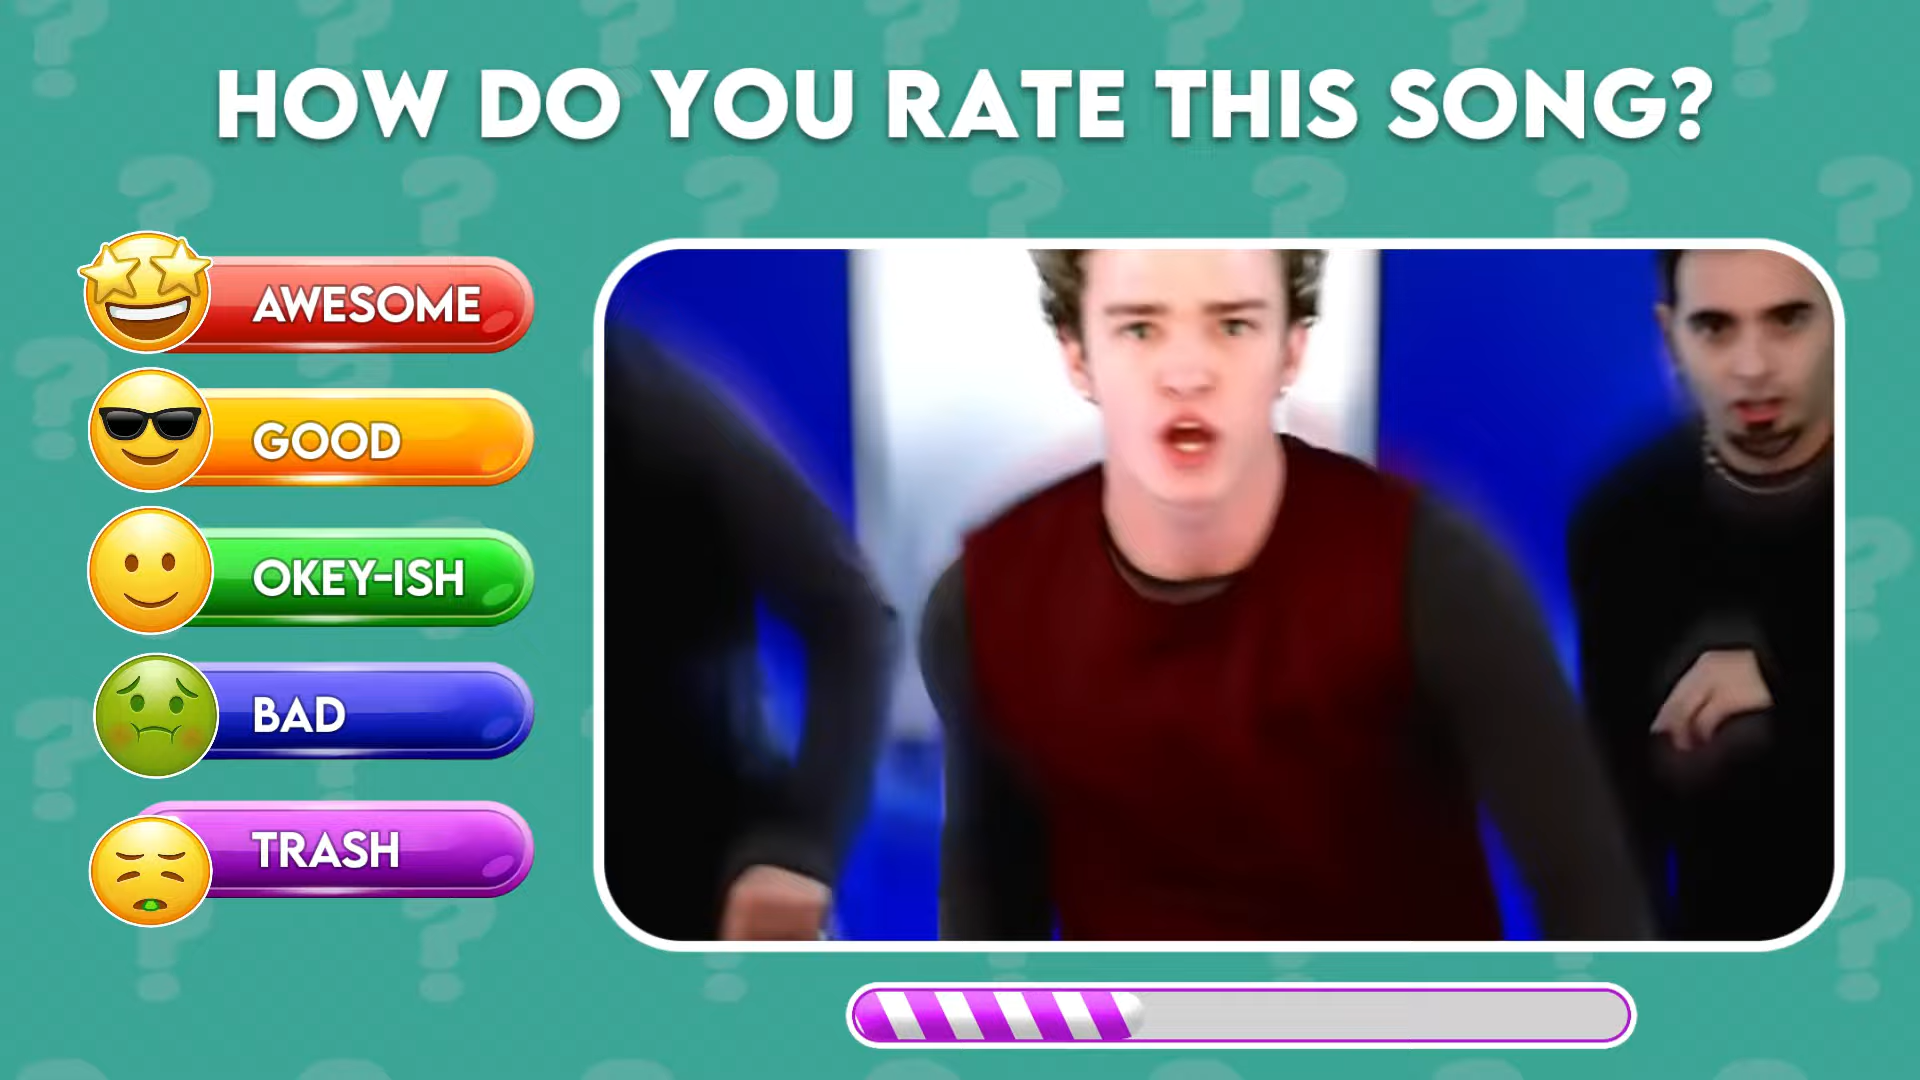 HOW DO YOU RATE THIS SONG?
AWESOME
GOOD
OKEY-ISH
BAD
TRASH